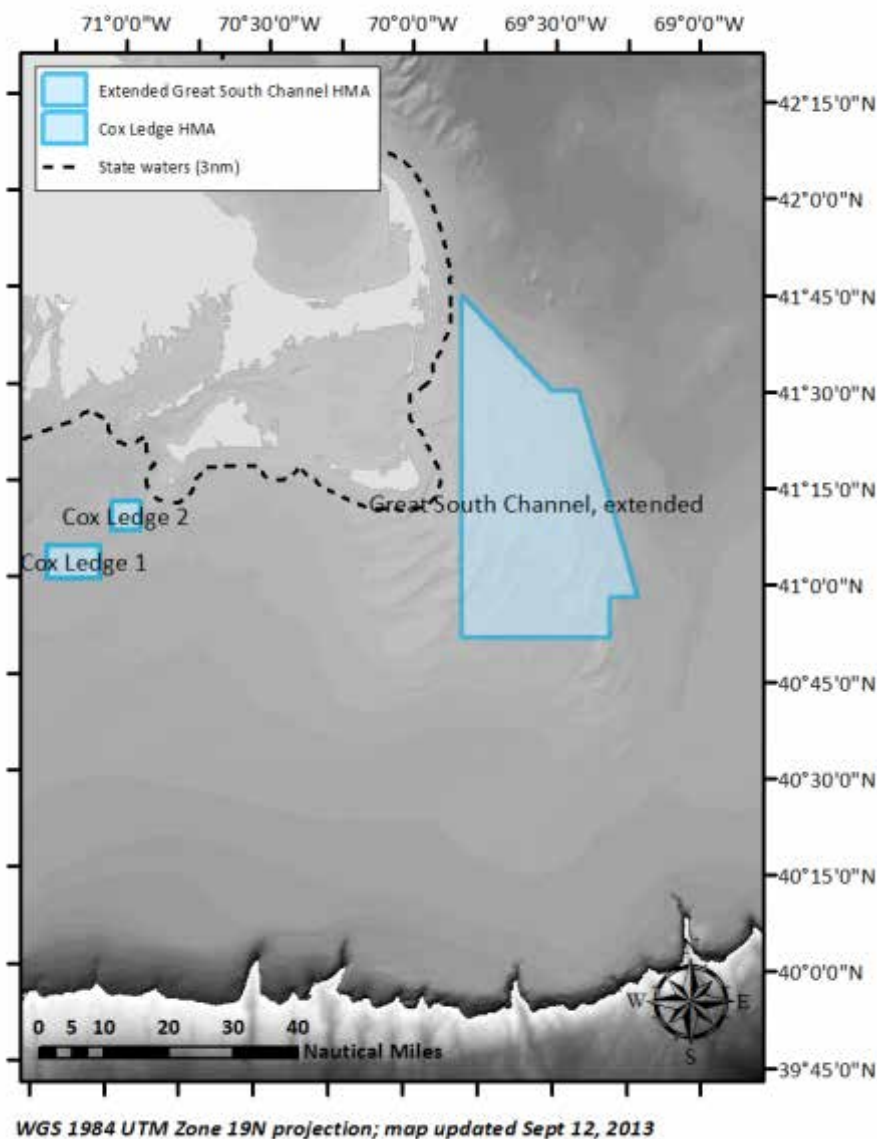 71°0'0"W 70°30'0"W 70°0'0"W 69°30'0"W 69°0'0"W
Extended Great South Channel HMA
Cox Ledge HMA
State waters (3nm)
42°15'0"N
42°0'0"N
41°45'0"N
41°30'0"N
41°15'0"N
Great South Channel, extended
Cox Ledge 2
Cox Ledge 1
41°0'0"N
40°45'0"N
40°30'0"N
40°15'0"N
40°0'0"N
W E
S
0 5 10 20 30 40
Nautical Miles
39°45'0"N
WGS 1984 UTM Zone 19N projection; map updated Sept 12, 2013